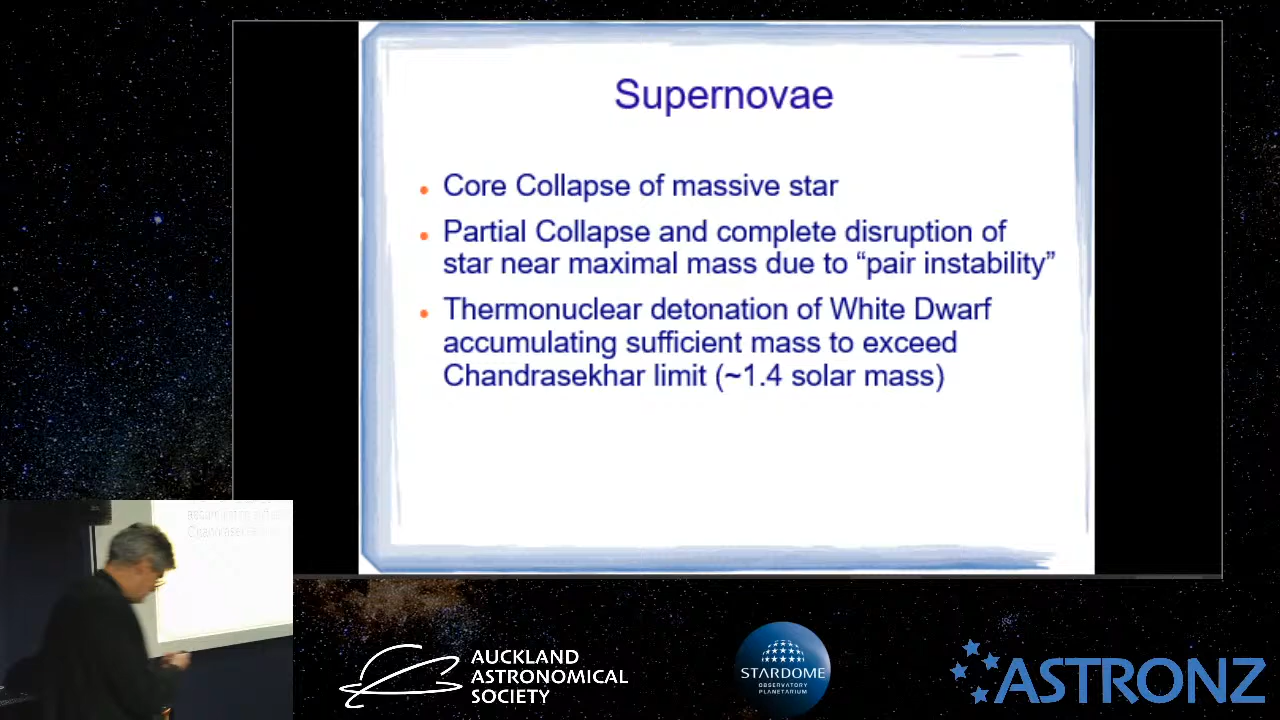 Supernovae
Core Collapse of massive star
Partial Collapse and complete disruption of
star near maximal mass due to “pair instability”
Thermonuclear detonation of White Dwarf
accumulating sufficient mass to exceed
Chandrasekhar limit (~1.4 solar mass)
AUCKLAND
ASTRONOMICAL
SOCIETY
STARDOME
OBSERVATORY
PLANETARIUM
ASTRONZ